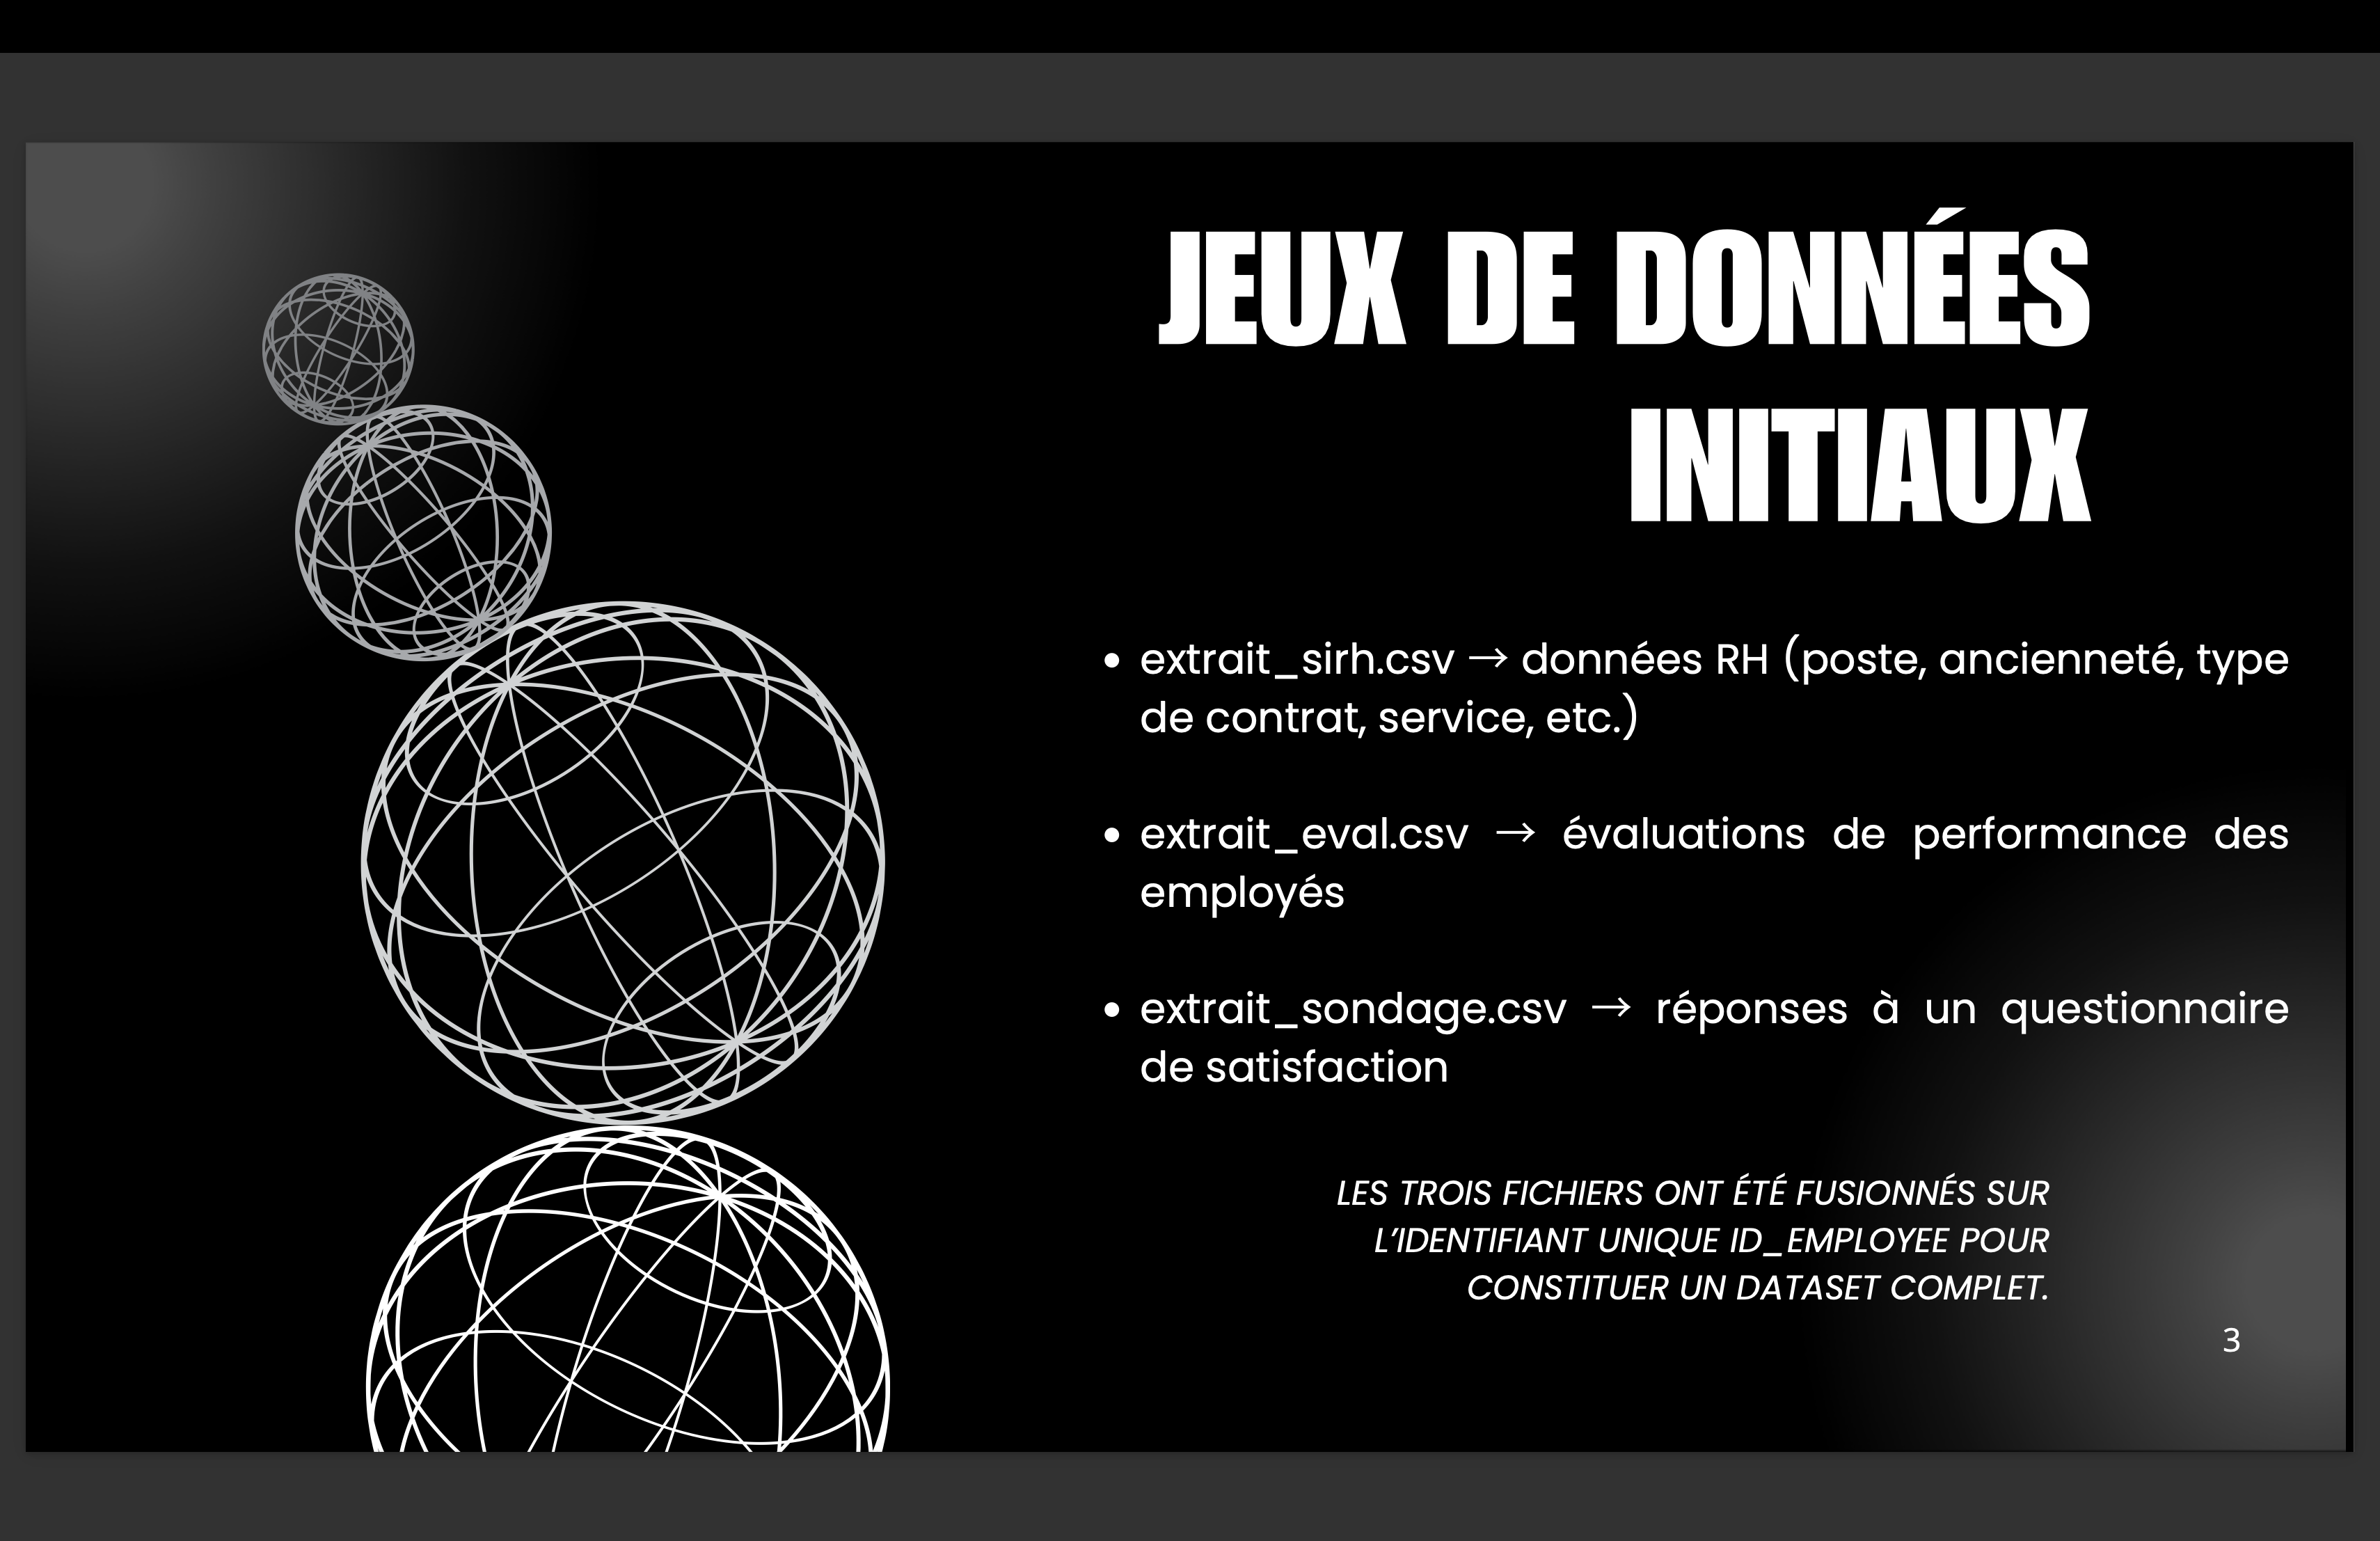 JEUX DE DONNÉES
INITIAUX
• extrait_sirh.csv → données RH (poste, ancienneté, type
de contrat, service, etc.)
• extrait_eval.csv → évaluations de performance des
employés
• extrait_sondage.csv → réponses à un questionnaire
de satisfaction
LES TROIS FICHIERS ONT ÉTÉ FUSIONNÉS SUR
L’IDENTIFIANT UNIQUE ID_EMPLOYEE POUR
CONSTITUER UN DATASET COMPLET.
3